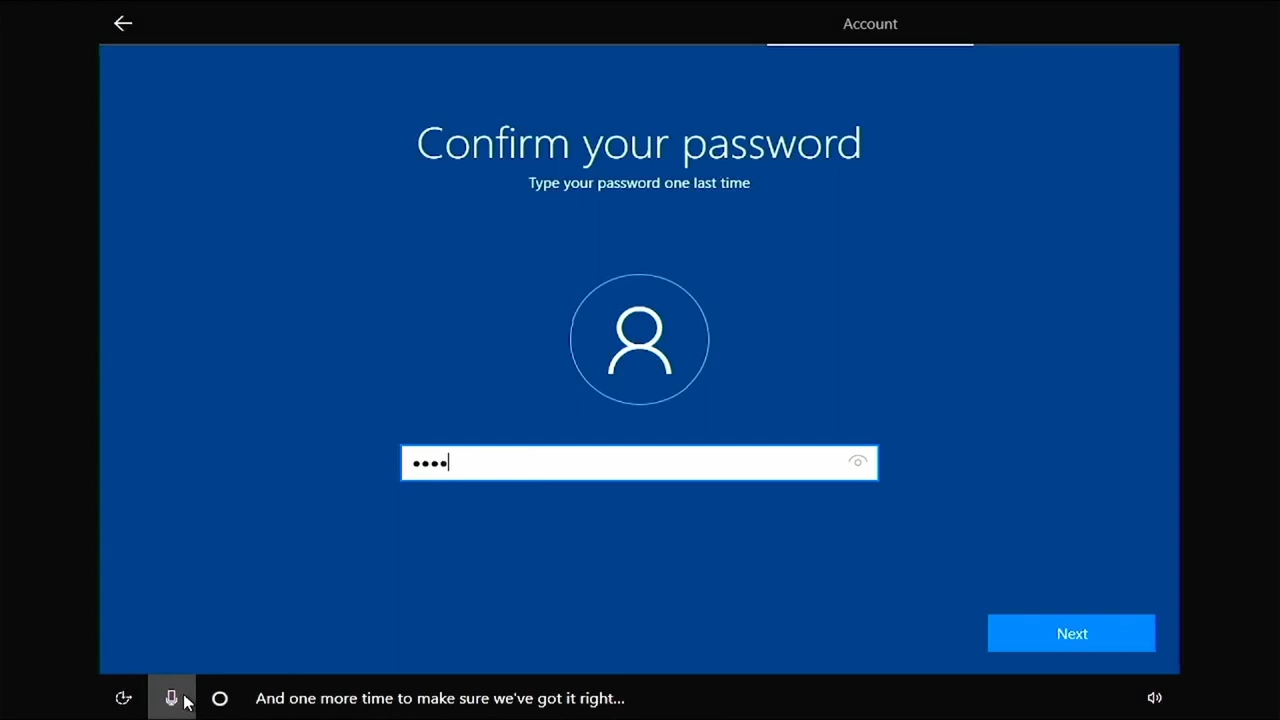 Account
Confirm your password
Type your password one last time
••••
Next
And one more time to make sure we've got it right...